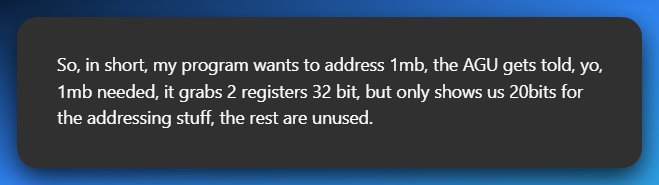 So, in short, my program wants to address 1mb, the AGU gets told, yo,
1mb needed, it grabs 2 registers 32 bit, but only shows us 20bits for
the addressing stuff, the rest are unused.